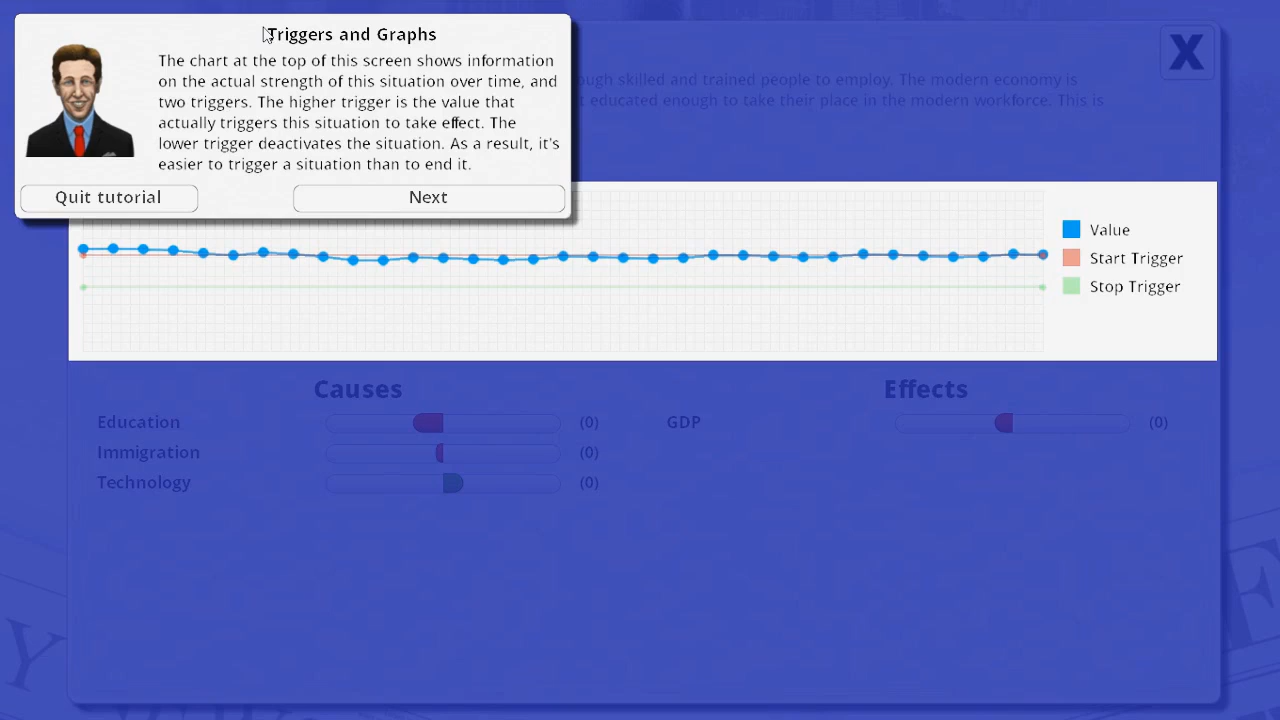 Triggers and Graphs
The chart at the top of this screen shows information
on the actual strength of this situation over time, and
two triggers. The higher trigger is the value that
actually triggers this situation to take effect. The
lower trigger deactivates the situation. As a result, it's
easier to trigger a situation than to end it.
Quit tutorial
Next
skilled and trained people to employ. The modern economy is
educated enough to take their place in the modern workforce. This is
X
Value
Start Trigger
Stop Trigger
Causes
Effects
Education (0)
GDP (0)
Immigration (0)
Technology (0)